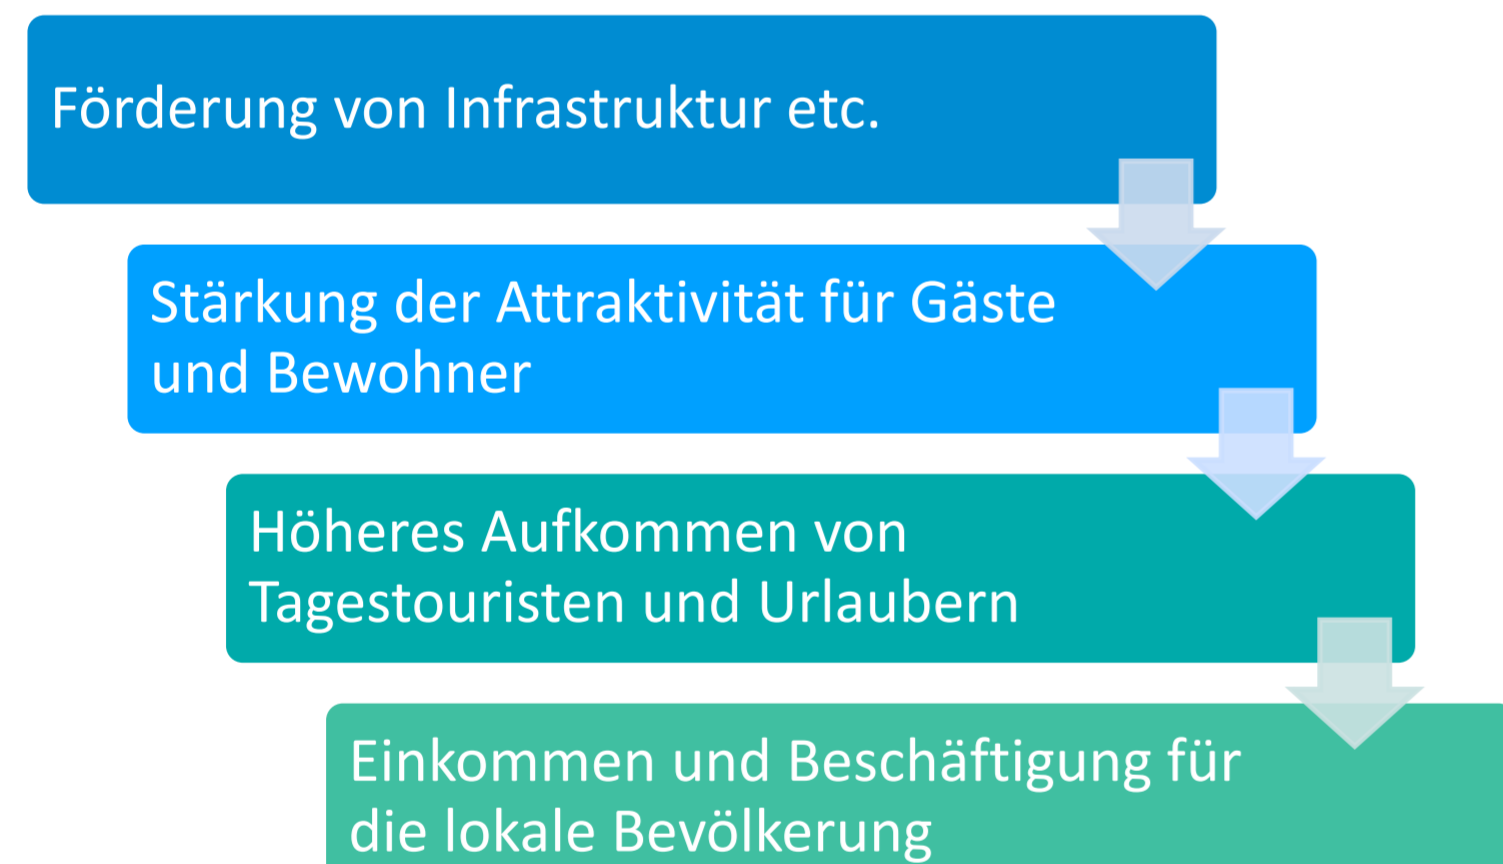 Förderung von Infrastruktur etc.
Stärkung der Attraktivität für Gäste
und Bewohner
Höheres Aufkommen von
Tagestouristen und Urlaubern
Einkommen und Beschäftigung für
die lokale Bevölkerung